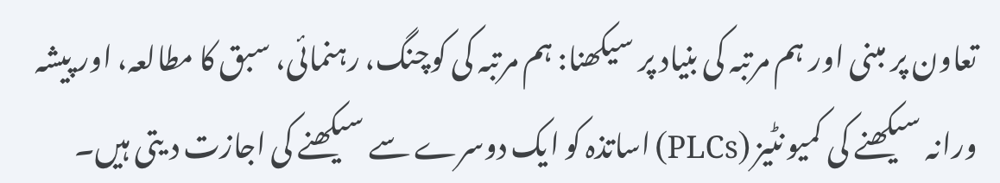 تعاون پر مبنی اور ہم مرتبہ کی بنیاد پر سیکھنا: ہم مرتبہ کی کوچنگ، رہنمائی، سبق کا مطالعہ، اور پیشہ
ورانہ سیکھنے کی کمیونٹیز (PLCs) اساتذہ کو ایک دوسرے سے سیکھنے کی اجازت دیتی ہیں۔